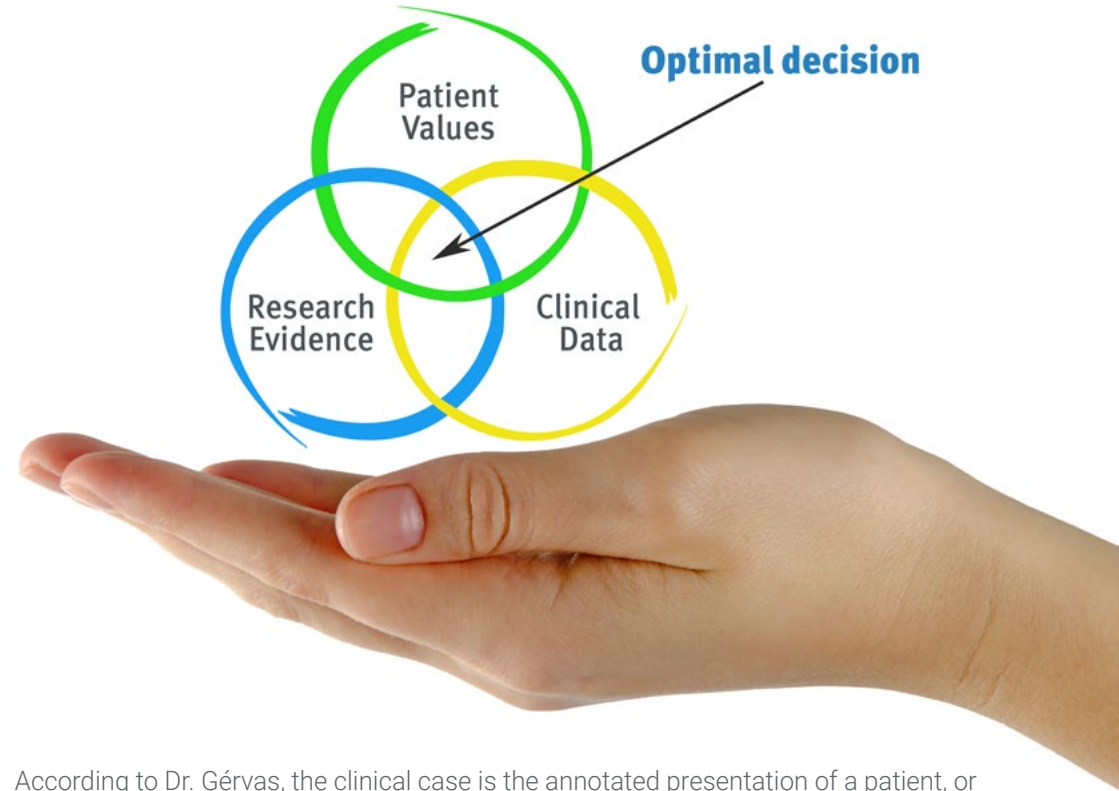 Optimal decision
Patient
Values
Research
Evidence
Clinical
Data
According to Dr. Gérvas, the clinical case is the annotated presentation of a patient, or